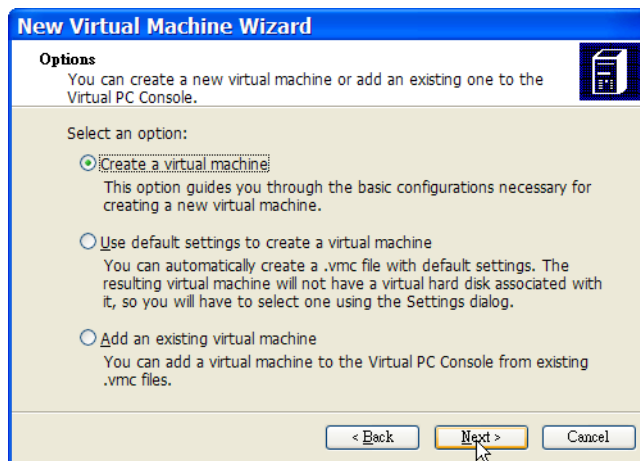 New Virtual Machine Wizard
Options
You can create a new virtual machine or add an existing one to the
Virtual PC Console.
Select an option:
Create a virtual machine
This option guides you through the basic configurations necessary for
creating a new virtual machine.
Use default settings to create a virtual machine
You can automatically create a .vmc file with default settings. The
resulting virtual machine will not have a virtual hard disk associated with
it, so you will have to select one using the Settings dialog.
Add an existing virtual machine
You can add a virtual machine to the Virtual PC Console from existing
.vmc files.
< Back Next > Cancel